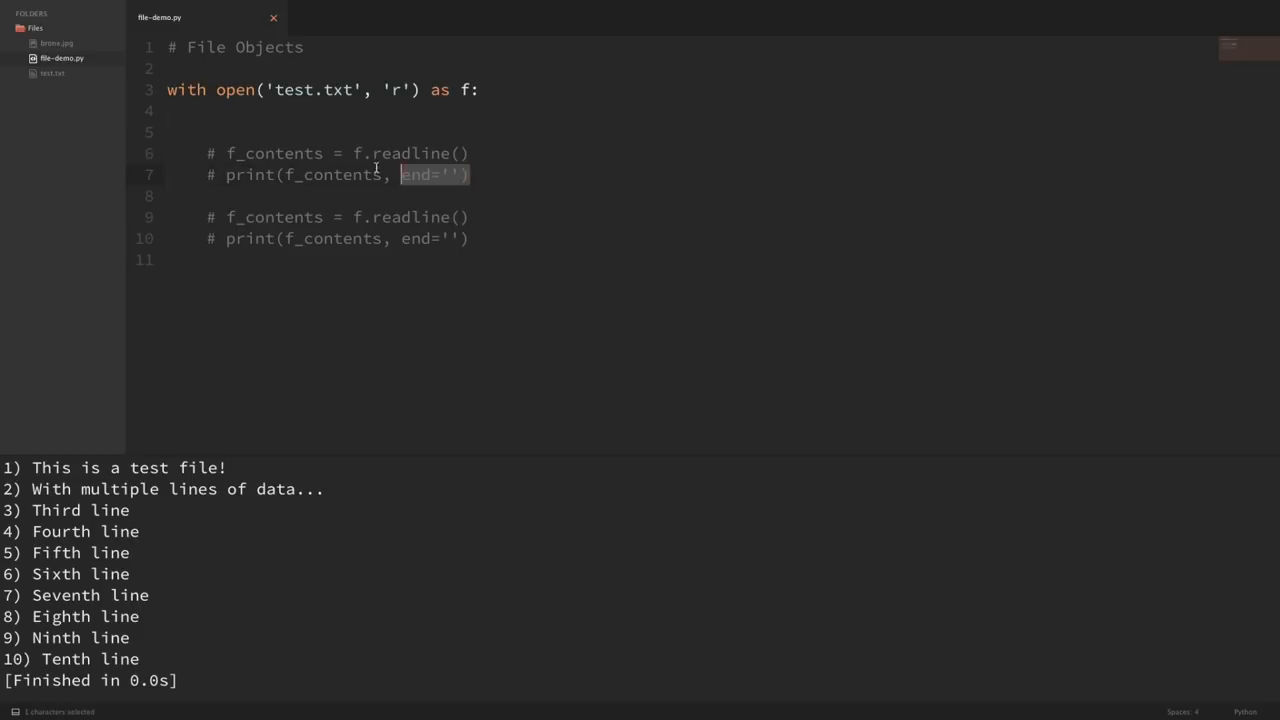 FOLDERS
Files
bronx.jpg
file-demo.py
test.txt
file-demo.py
1 # File Objects
2
3 with open('test.txt', 'r') as f:
4
5
6 # f_contents = f.readline()
7 # print(f_contents, end='')
8
9 # f_contents = f.readline()
10 # print(f_contents, end='')
11
1) This is a test file!
2) With multiple lines of data...
3) Third line
4) Fourth line
5) Fifth line
6) Sixth line
7) Seventh line
8) Eighth line
9) Ninth line
10) Tenth line
[Finished in 0.0s]
1 characters selected
Spaces: 4
Python